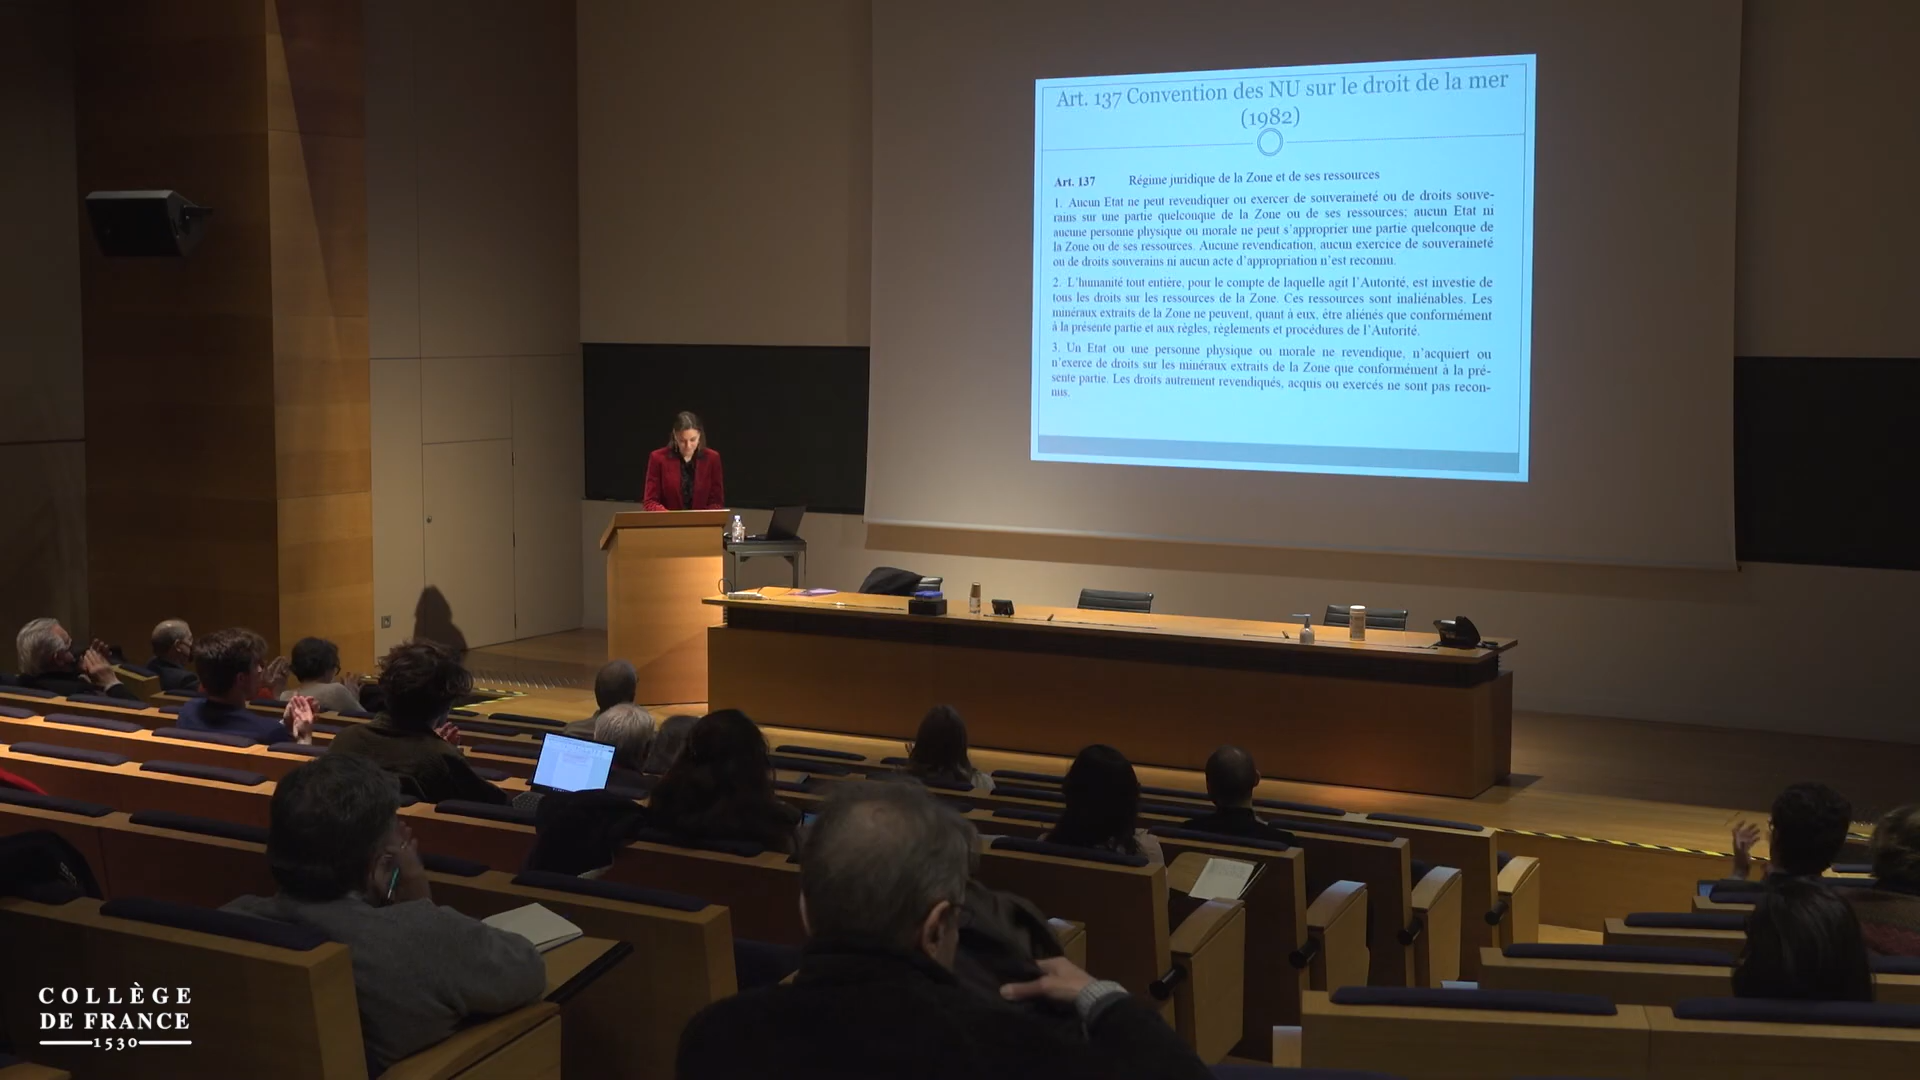 Art. 137 Convention des NU sur le droit de la mer
(1982)
Art. 137 Régime juridique de la Zone et de ses ressources
1. Aucun Etat ne peut revendiquer ou exercer de souveraineté ou de droits souve-
rains sur une partie quelconque de la Zone ou de ses ressources; aucun Etat ni
aucune personne physique ou morale ne peut s’approprier une partie quelconque de
la Zone ou de ses ressources. Aucune revendication, aucun exercice de souveraineté
ou de droits souverains ni aucun acte d’appropriation n’est reconnu.
2. L’humanité tout entière, pour le compte de laquelle agit l’Autorité, est investie de
tous les droits sur les ressources de la Zone. Ces ressources sont inaliénables. Les
minéraux extraits de la Zone ne peuvent, quant à eux, être aliénés que conformément
à la présente partie et aux règles, règlements et procédures de l’Autorité.
3. Un Etat ou une personne physique ou morale ne revendique, n’acquiert ou
n’exerce de droits sur les minéraux extraits de la Zone que conformément à la pré-
sente partie. Les droits autrement revendiqués, acquis ou exercés ne sont pas recon-
nus.
COLLÈGE
DE FRANCE
1530